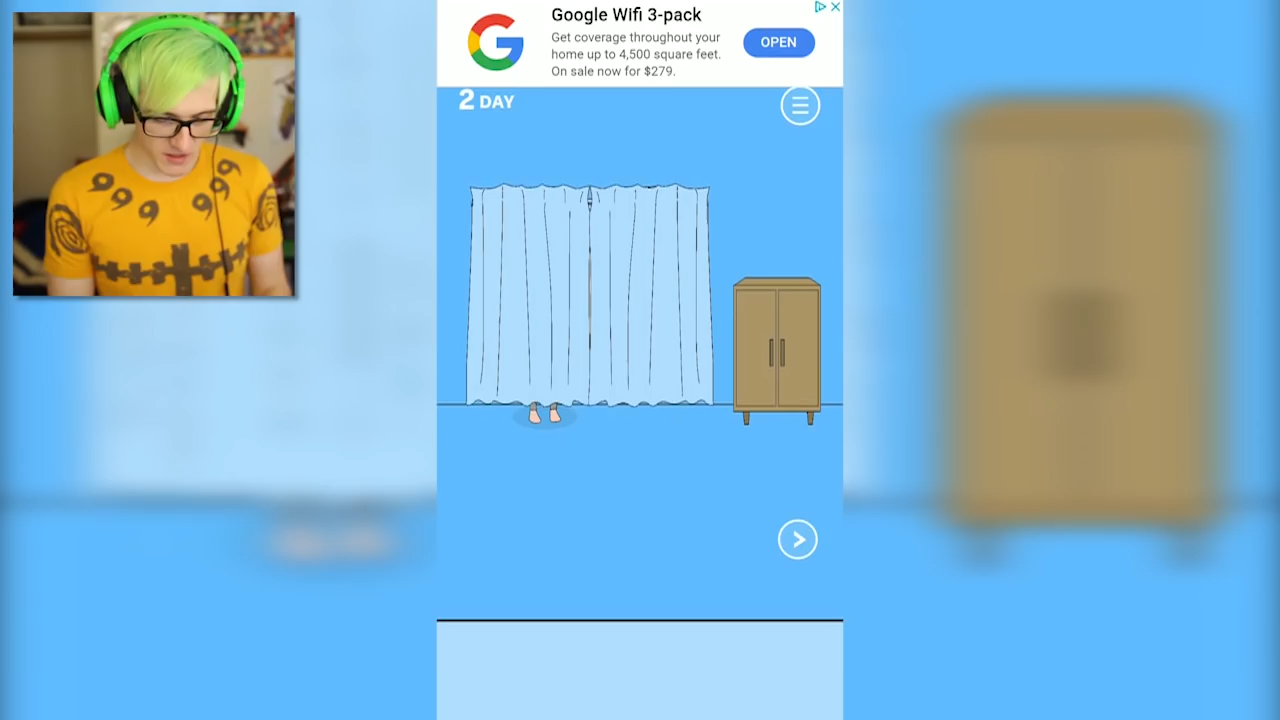 Google Wifi 3-pack
Get coverage throughout your
home up to 4,500 square feet.
On sale now for $279.
OPEN
2 DAY